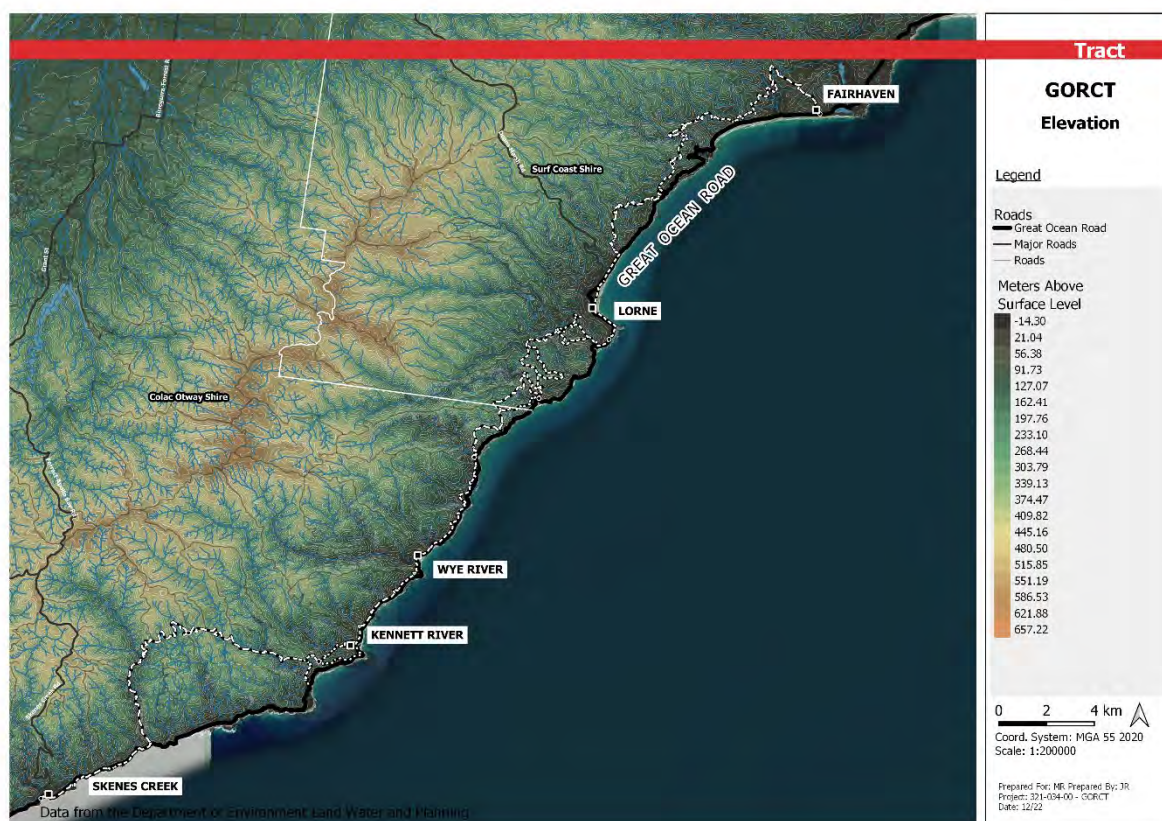 Tract
GORCT
Elevation
FAIRHAVEN
Surf Coast Shire
GREAT OCEAN ROAD
LORNE
Colac Otway Shire
WYE RIVER
KENNETT RIVER
SKENES CREEK
Data from the Department of Environment Land Water and Planning
Legend
Roads
Great Ocean Road
Major Roads
Roads
Meters Above
Surface Level
-14.30
21.04
56.38
91.73
127.07
162.41
197.76
233.10
268.44
303.79
339.13
374.47
409.82
445.16
480.50
515.85
551.19
586.53
621.88
657.22
0 2 4 km
Coord. System: MGA 55 2020
Scale: 1:200000
Prepared For: MR Prepared By: JR
Project: 321-034-00 - GORCT
Date: 12/22